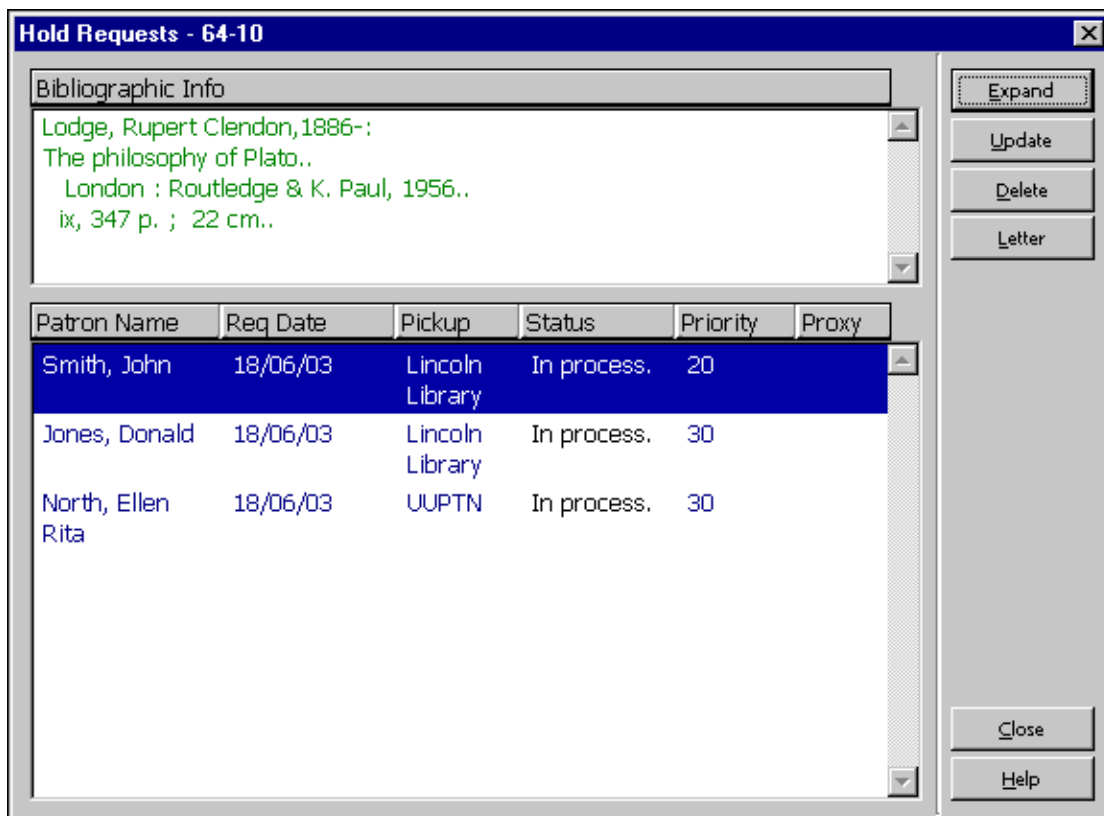 Hold Requests - 64-10
Bibliographic Info
Lodge, Rupert Clendon,1886-:
The philosophy of Plato..
London : Routledge & K. Paul, 1956..
ix, 347 p. ; 22 cm..
Patron Name Req Date Pickup Status Priority Proxy
Smith, John 18/06/03 Lincoln In process. 20
Library
Jones, Donald 18/06/03 Lincoln In process. 30
Library
North, Ellen 18/06/03 UUPTN In process. 30
Rita
Expand
Update
Delete
Letter
Close
Help